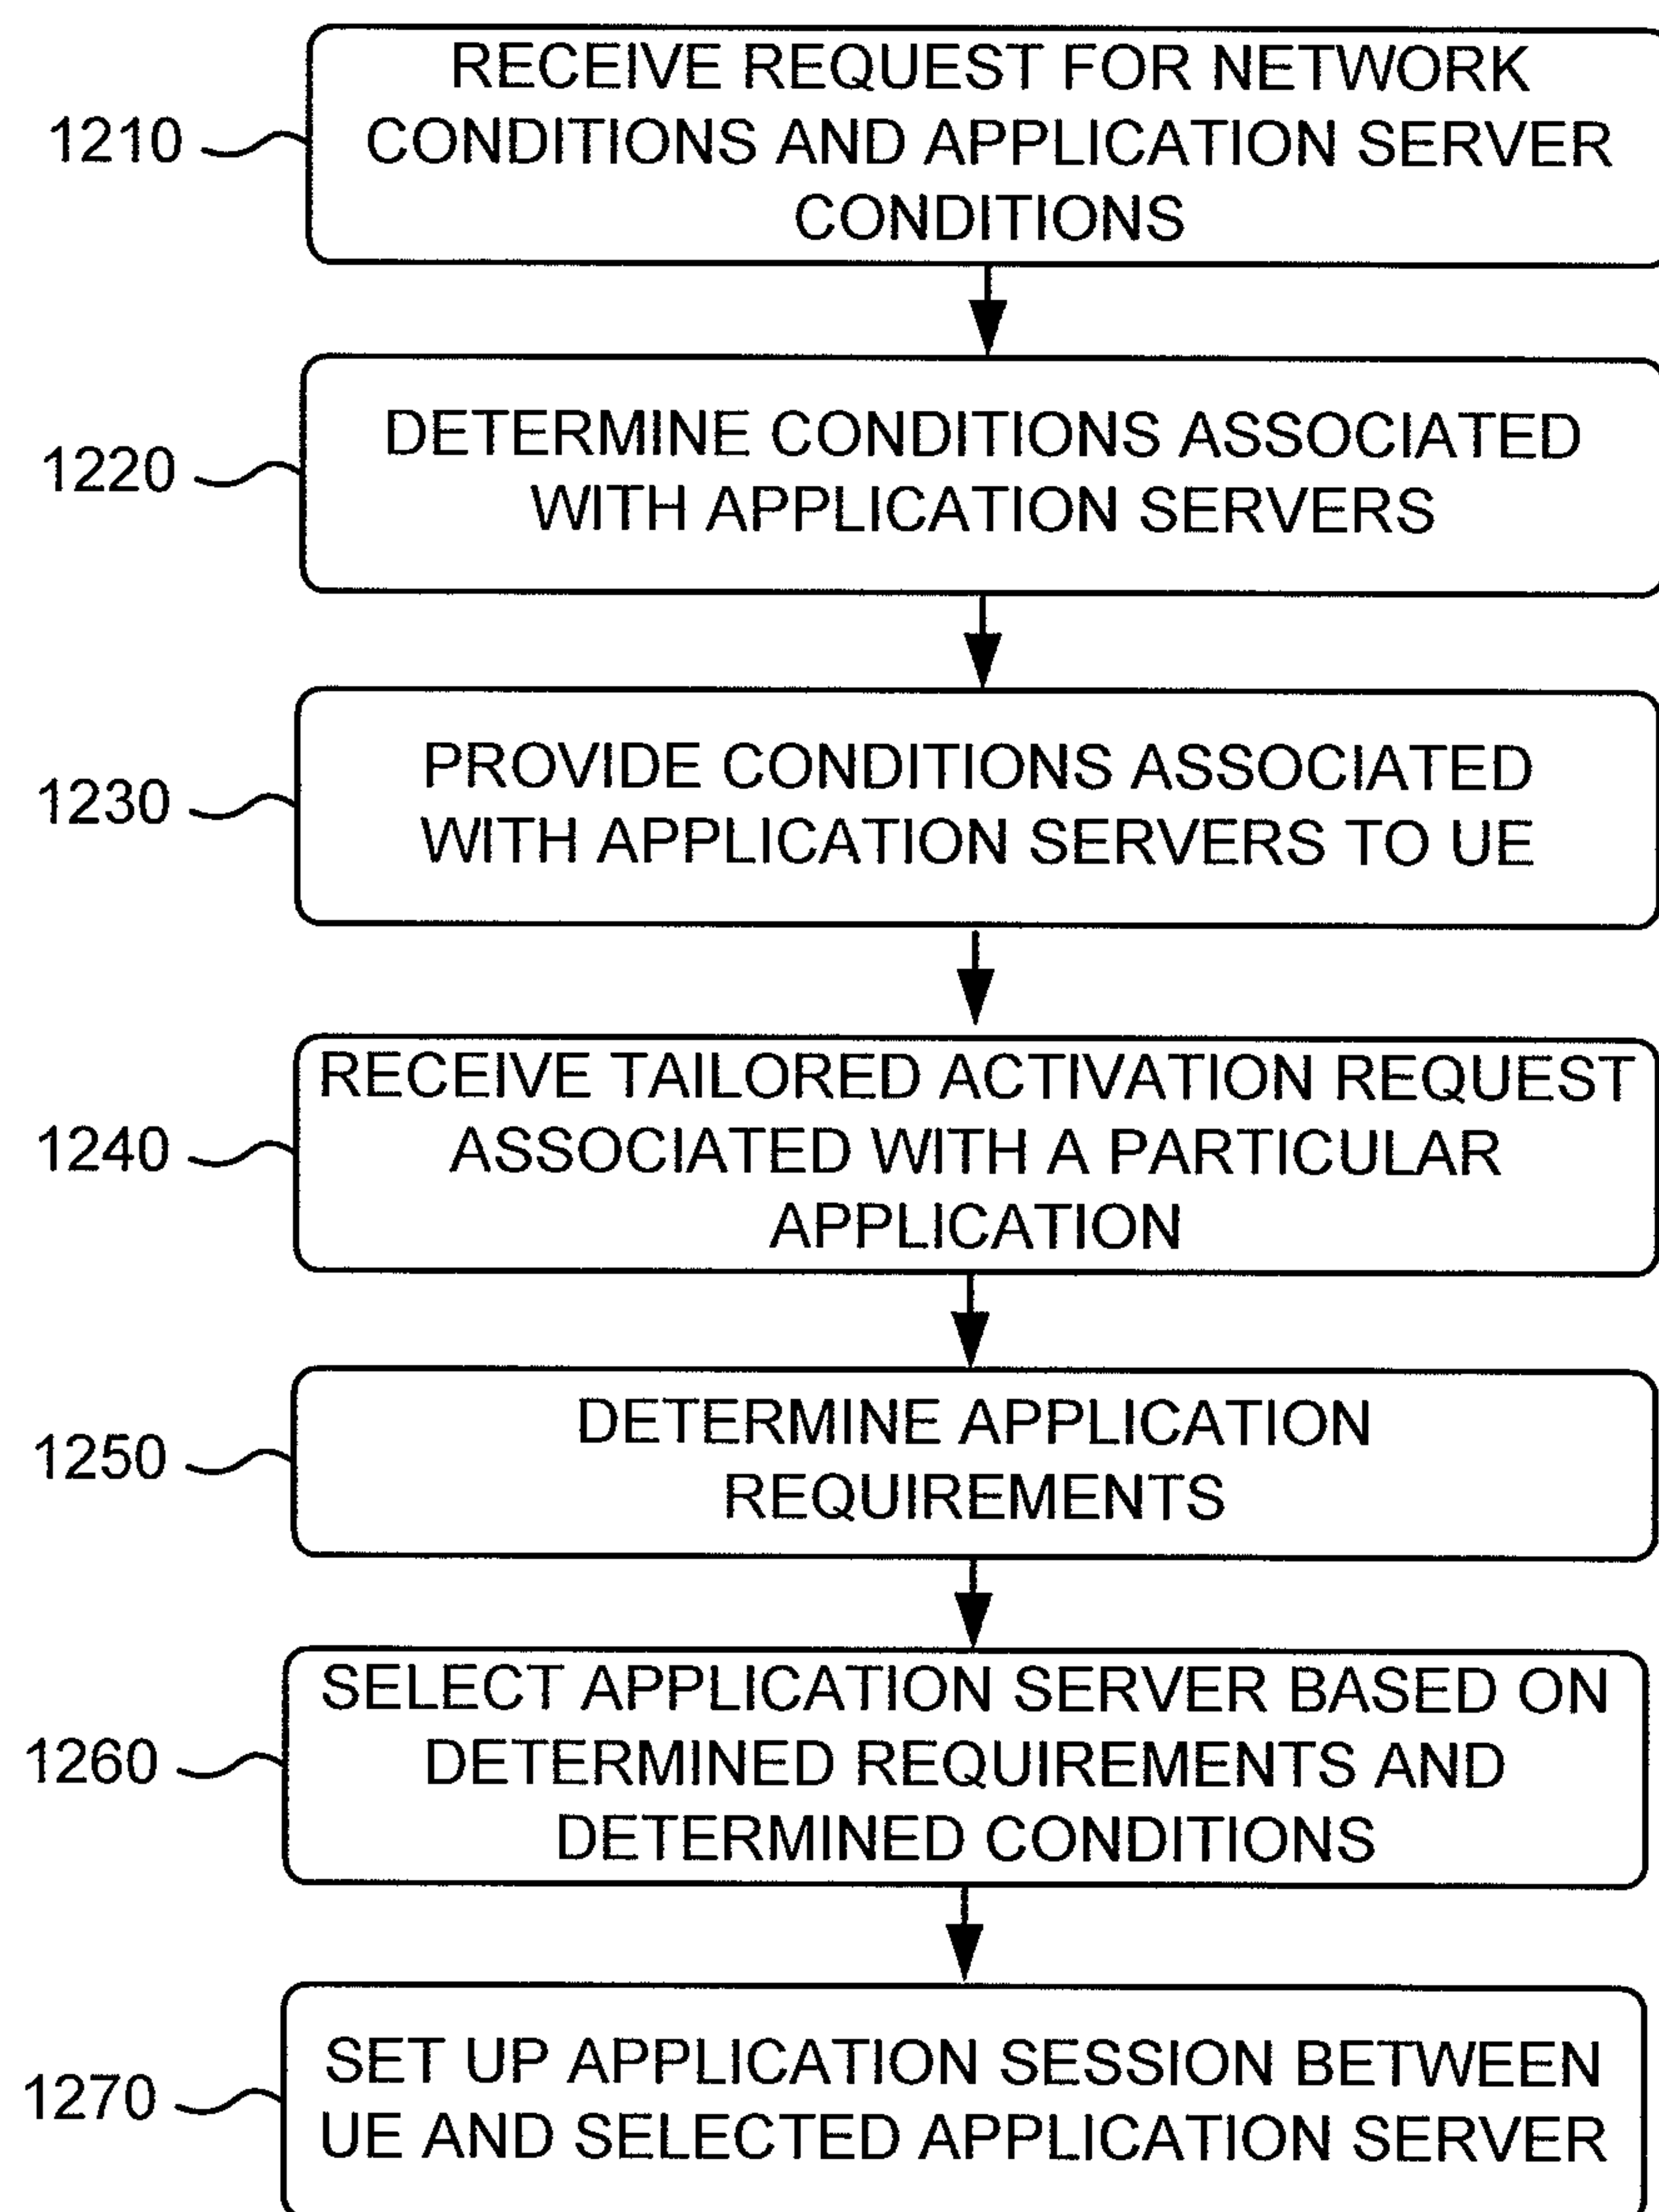 RECEIVE REQUEST FOR NETWORK
1210 CONDITIONS AND APPLICATION SERVER
CONDITIONS
DETERMINE CONDITIONS ASSOCIATED
1220 WITH APPLICATION SERVERS
PROVIDE CONDITIONS ASSOCIATED
1230 WITH APPLICATION SERVERS TO UE
RECEIVE TAILORED ACTIVATION REQUEST
1240 ASSOCIATED WITH A PARTICULAR
APPLICATION
DETERMINE APPLICATION
1250 REQUIREMENTS
SELECT APPLICATION SERVER BASED ON
1260 DETERMINED REQUIREMENTS AND
DETERMINED CONDITIONS
SET UP APPLICATION SESSION BETWEEN
1270 UE AND SELECTED APPLICATION SERVER